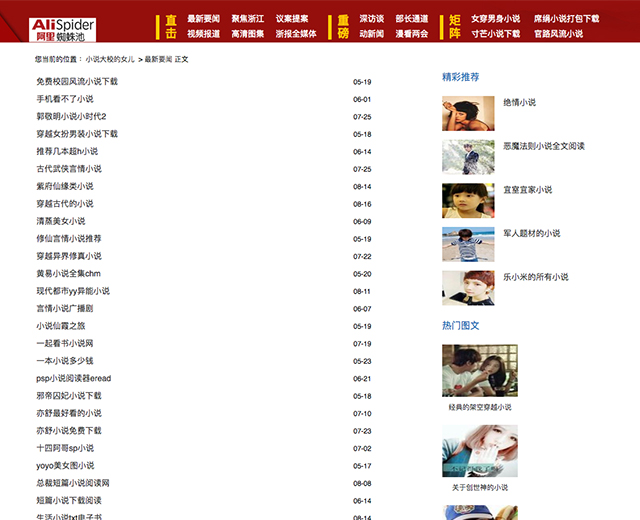 AliSpider
阿里 蜘蛛池
直击
最新要闻 聚焦浙江 议案提案
视频报道 高清图集 浙报全媒体
重磅
深访谈 部长通道
动新闻 漫看两会
矩阵
女穿男身小说 席绢小说打包下载
寸芒小说下载 官路风流小说
您当前的位置： 小说大校的女儿 > 最新要闻 正文
免费校园风流小说下载 05-19
手机看不了小说 06-01
郭敬明小说小时代2 07-25
穿越女扮男装小说下载 05-18
推荐几本超h小说 06-14
古代武侠言情小说 07-25
紫府仙缘类小说 08-14
穿越古代的小说 08-16
清蒸美女小说 06-09
修仙言情小说推荐 05-19
穿越异界修真小说 07-22
黄易小说全集chm 05-20
现代都市yy异能小说 08-11
言情小说广播剧 06-07
小说仙霞之旅 05-19
一起看书小说网 07-19
一本小说多少钱 05-23
psp小说阅读器eread 06-21
邪帝囚妃小说下载 05-18
亦舒最好看的小说 07-10
亦舒小说免费下载 07-23
十四阿哥sp小说 07-02
yoyo美女图小说 05-17
总裁短篇小说阅读网 08-08
短篇小说下载阅读 06-14
生活小说txt电子书 08-14
精彩推荐
绝情小说
恶魔法则小说全文阅读
宜室宜家小说
军人题材的小说
乐小米的所有小说
热门图文
经典的架空穿越小说
关于创世神的小说